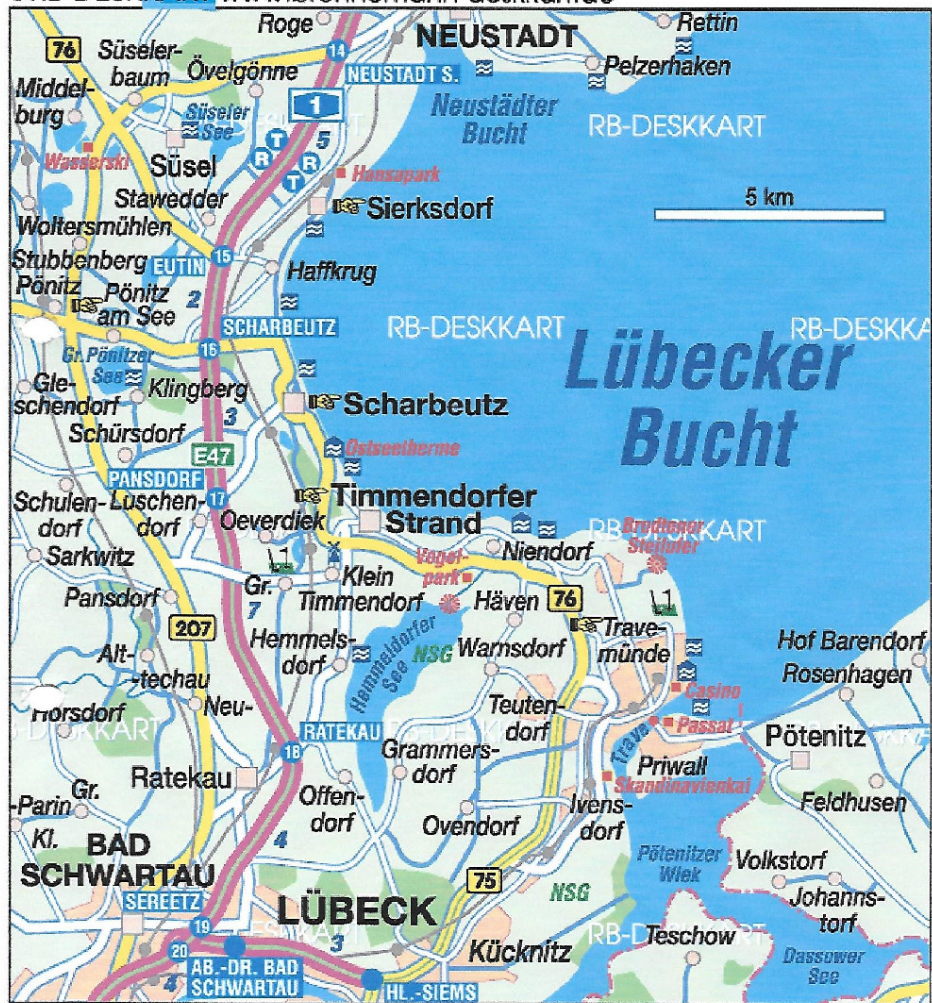 Roge
NEUSTADT
Rettin
76
Süseler-
baum
Övelgönne
14
NEUSTADT S.
Pelzerhaken
Middel-
burg
Süseler
See
1
Neustädter
Bucht
RB-DESKKART
5
Wasserski
Süsel
T
R
R
T
Hansapark
5 km
Stawedder
Sierksdorf
Woltersmühlen
Stubbenberg
EUTIN
15
Haffkrug
Pönitz
Pönitz
am See
2
SCHARBEUTZ
RB-DESKKART
RB-DESKKA
Lübecker
Bucht
16
Gr. Pönitzer
See
Gle-
schendorf
Klingberg
3
Scharbeutz
Schürsdorf
E47
Ostseetherme
PANSDORF
17
Schulen-
dorf
Luschen-
dorf
Timmendorfer
Strand
Oeverdiek
RB-DESKKART
Brodtener
Steilufer
Sarkwitz
Niendorf
Vogel-
park
Gr.
Klein
Timmendorf
Pansdorf
7
Häven
76
207
Hemmels-
dorf
Hemmelsdorfer
See
NSG
Warnsdorf
Trave-
münde
Hof Barendorf
Rosenhagen
Alt-
-techau
Neu-
Horsdorf
Casino
Teuten-
dorf
Passat
RATEKAU
18
Grammers-
dorf
Trave
Pötenitz
Priwall
Skandinavienkai
Ratekau
Offen-
dorf
Feldhusen
Gr.
-Parin
Kl.
Ivens-
dorf
Ovendorf
4
BAD
SCHWARTAU
75
Pötenitzer
Wiek
Volkstorf
NSG
Johanns-
torf
SEREETZ
LÜBECK
19
3
20
Kücknitz
RB-DESKKART
Teschow
Dassower
See
4
AB.-DR. BAD
SCHWARTAU
HL.-SIEMS